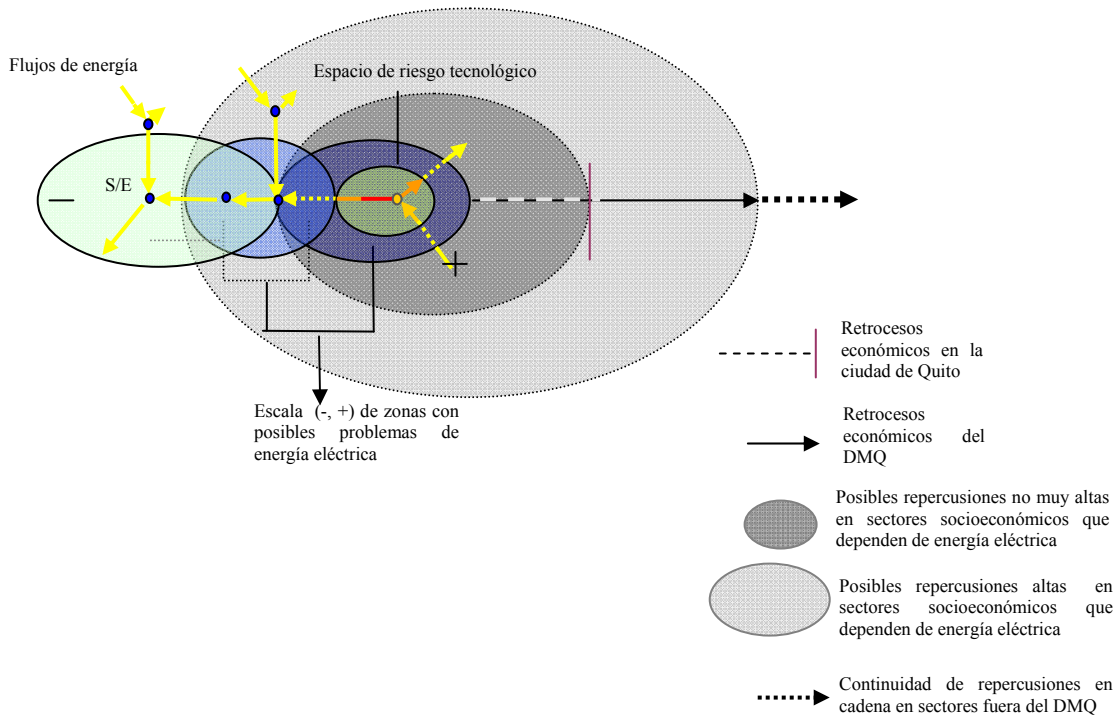 Flujos de energía
Espacio de riesgo tecnológico
S/E
Escala (-, +) de zonas con
posibles problemas de
energía eléctrica
Retrocesos
económicos en la
ciudad de Quito
Retrocesos
económicos del
DMQ
Posibles repercusiones no muy altas
en sectores socioeconómicos que
dependen de energía eléctrica
Posibles repercusiones altas en
sectores socioeconómicos que
dependen de energía eléctrica
Continuidad de repercusiones en
cadena en sectores fuera del DMQ